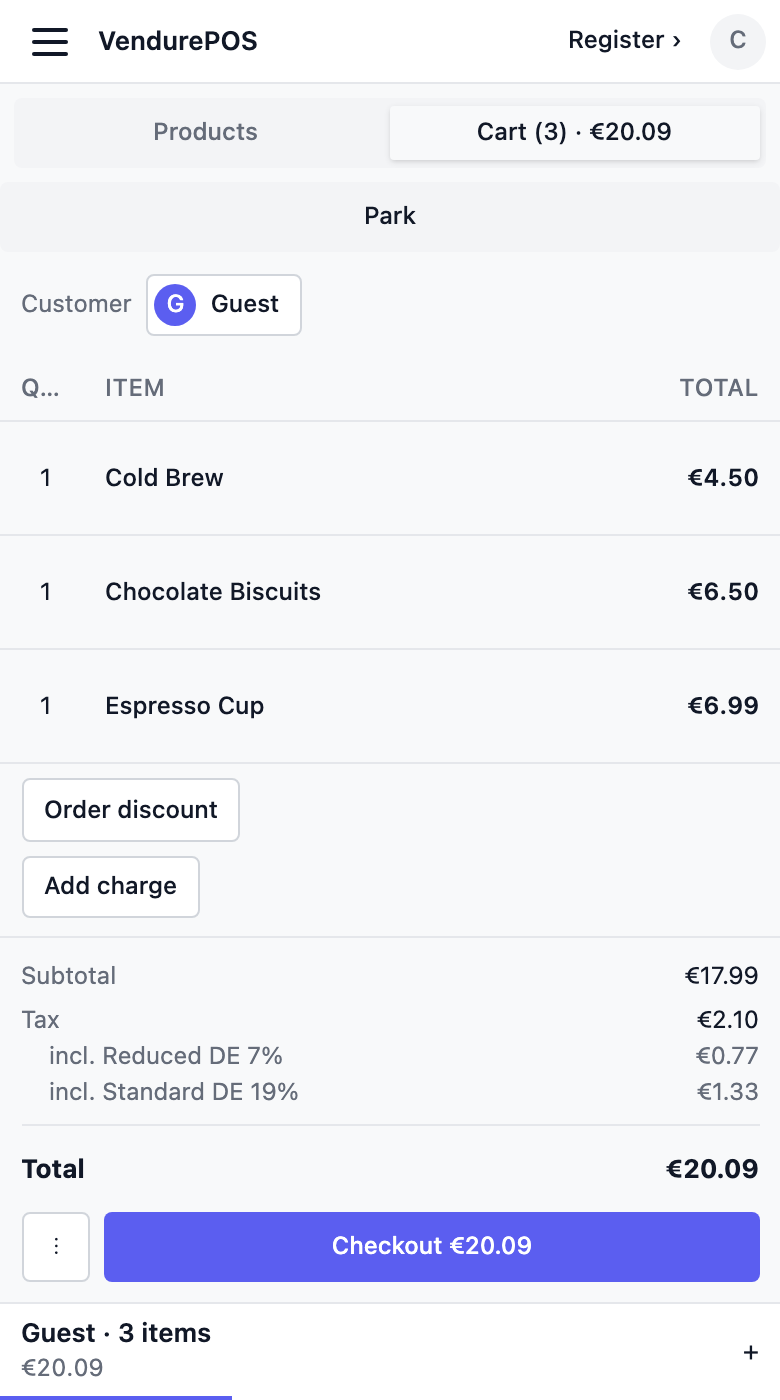 VendurePOS
Register ›
C
Products
Cart (3) · €20.09
Park
Customer
G
Guest
Q... ITEM TOTAL
1 Cold Brew €4.50
1 Chocolate Biscuits €6.50
1 Espresso Cup €6.99
Order discount
Add charge
Subtotal €17.99
Tax €2.10
incl. Reduced DE 7% €0.77
incl. Standard DE 19% €1.33
Total €20.09
⋮
Checkout €20.09
Guest · 3 items
€20.09
+